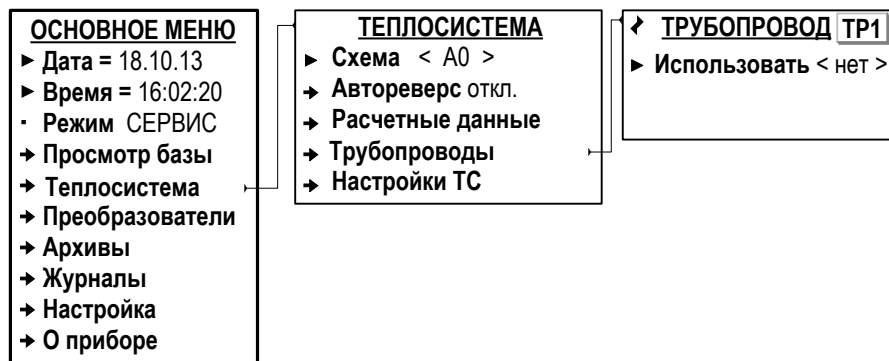 ОСНОВНОЕ МЕНЮ
Дата = 18.10.13
Время = 16:02:20
Режим СЕРВИС
Просмотр базы
Теплосистема
Преобразователи
Архивы
Журналы
Настройка
О приборе
ТЕПЛОСИСТЕМА
Схема < А0 >
Автореверс откл.
Расчетные данные
Трубопроводы
Настройки ТС
ТРУБОПРОВОД ТР1
Использовать < нет >